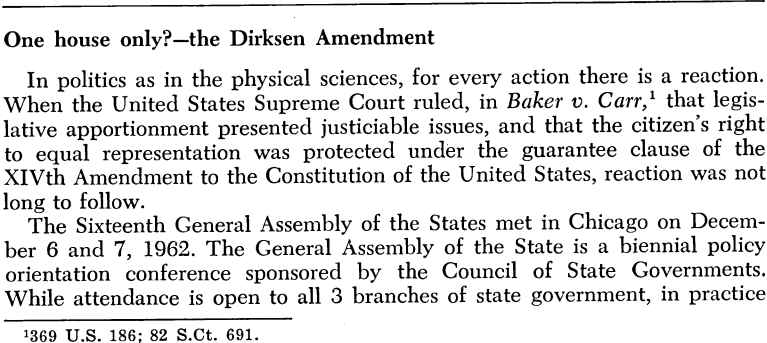 One house only?—the Dirksen Amendment
In politics as in the physical sciences, for every action there is a reaction.
When the United States Supreme Court ruled, in Baker v. Carr,¹ that legis-
lative apportionment presented justiciable issues, and that the citizen's right
to equal representation was protected under the guarantee clause of the
XIVth Amendment to the Constitution of the United States, reaction was not
long to follow.
The Sixteenth General Assembly of the States met in Chicago on Decem-
ber 6 and 7, 1962. The General Assembly of the State is a biennial policy
orientation conference sponsored by the Council of State Governments.
While attendance is open to all 3 branches of state government, in practice
¹369 U.S. 186; 82 S.Ct. 691.